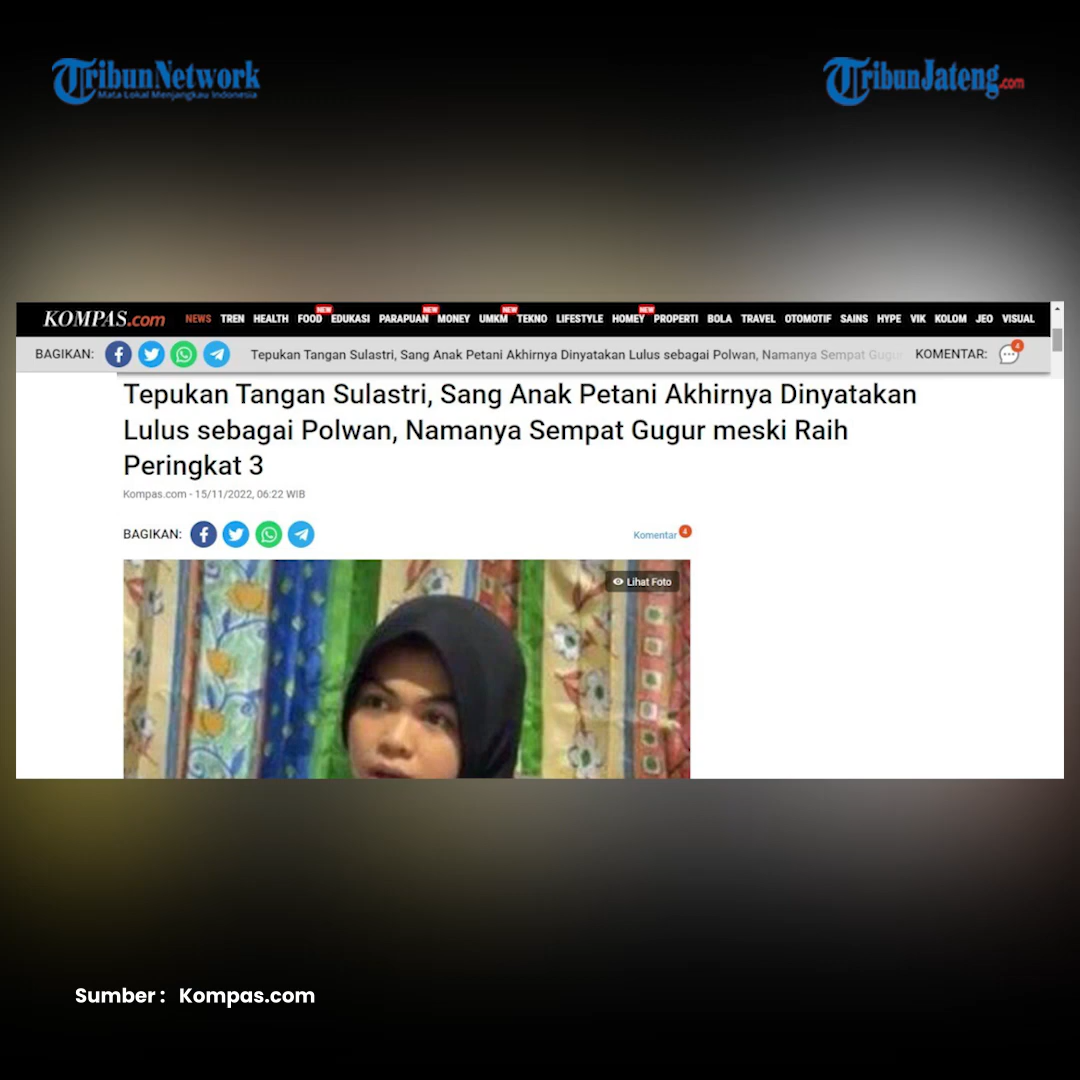 TribunNetwork
Mata Lokal Menjangkau Indonesia
TribunJateng.com
KOMPAS.com NEWS TREN HEALTH FOOD NEW EDUKASI PARAPUAN NEW MONEY UMKM NEW TEKNO LIFESTYLE HOMEY NEW PROPERTI BOLA TRAVEL OTOMOTIF SAINS HYPE VIK KOLOM JEO VISUAL
BAGIKAN: Tepukan Tangan Sulastri, Sang Anak Petani Akhirnya Dinyatakan Lulus sebagai Polwan, Namanya Sempat Gugur KOMENTAR: 4
Tepukan Tangan Sulastri, Sang Anak Petani Akhirnya Dinyatakan
Lulus sebagai Polwan, Namanya Sempat Gugur meski Raih
Peringkat 3
Kompas.com - 15/11/2022, 06:22 WIB
BAGIKAN: Komentar 4
Lihat Foto
Sumber : Kompas.com